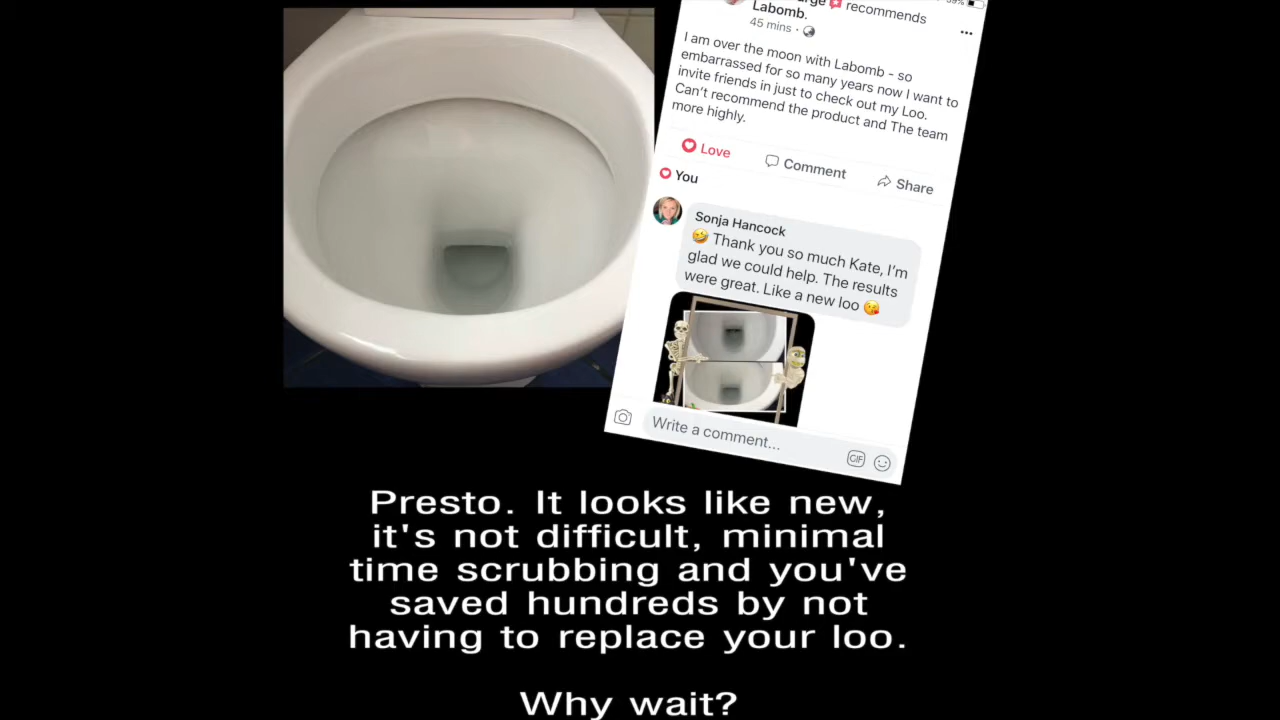 recommends
Labomb.
45 mins ·
I am over the moon with Labomb - so
embarrassed for so many years now I want to
invite friends in just to check out my Loo.
Can't recommend the product and The team
more highly.
Love Comment Share
You
Sonja Hancock
🤣 Thank you so much Kate, I'm
glad we could help. The results
were great. Like a new loo 😘
Write a comment...
GIF
Presto. It looks like new,
it's not difficult, minimal
time scrubbing and you've
saved hundreds by not
having to replace your loo.
Why wait?